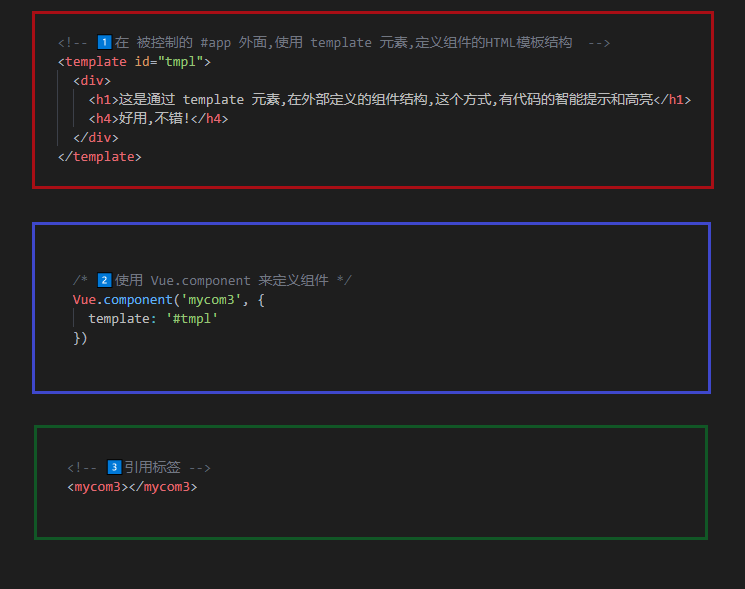 <!-- 1️⃣在 被控制的 #app 外面,使用 template 元素,定义组件的HTML模板结构  -->
<template id="tmpl">
  <div>
    <h1>这是通过 template 元素,在外部定义的组件结构,这个方式,有代码的智能提示和高亮</h1>
    <h4>好用,不错!</h4>
  </div>
</template>
/* 2️⃣使用 Vue.component 来定义组件 */
Vue.component('mycom3', {
  template: '#tmpl'
})
<!-- 3️⃣引用标签 -->
<mycom3></mycom3>